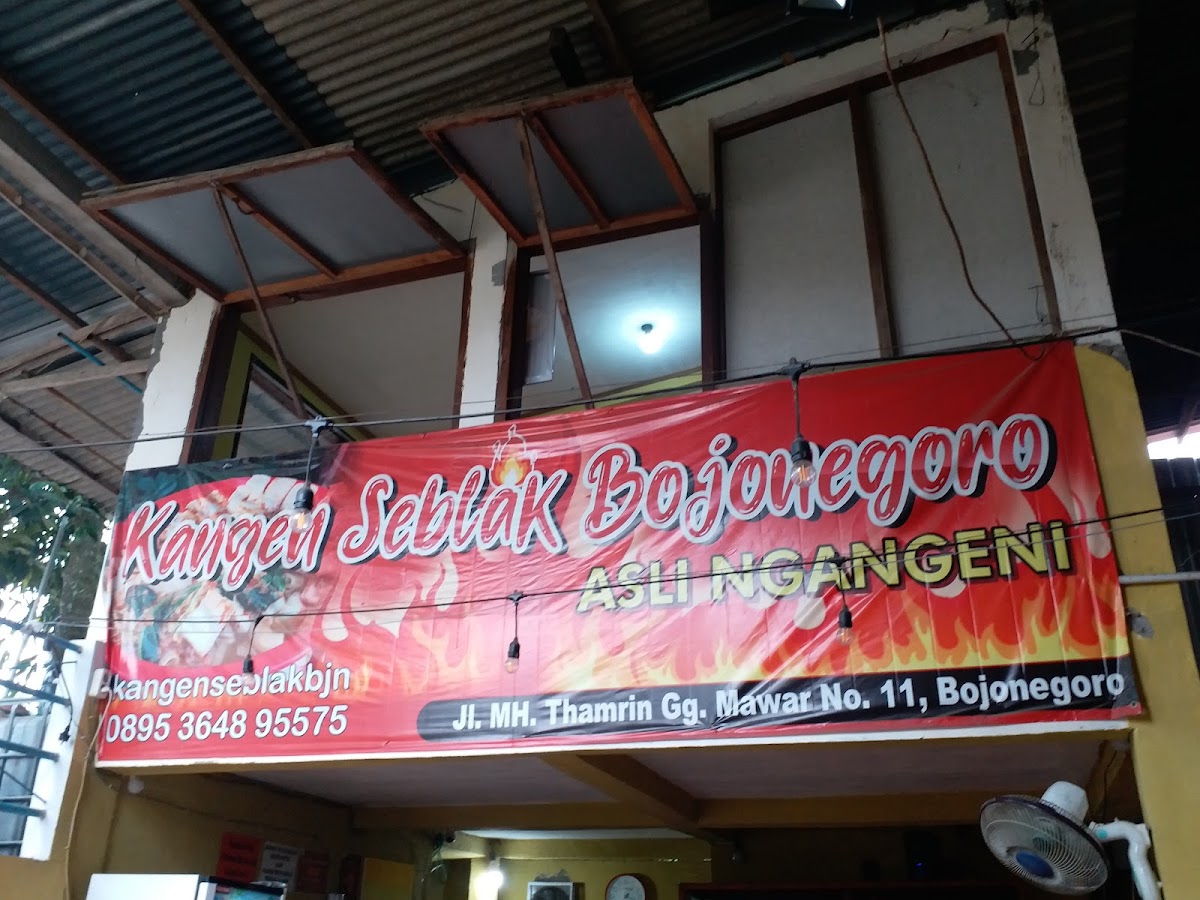 Kangen Seblak Bojonegoro
ASLI NGANGENI
kangenseblakbjn
0895 3648 95575
Jl. MH. Thamrin Gg. Mawar No. 11, Bojonegoro